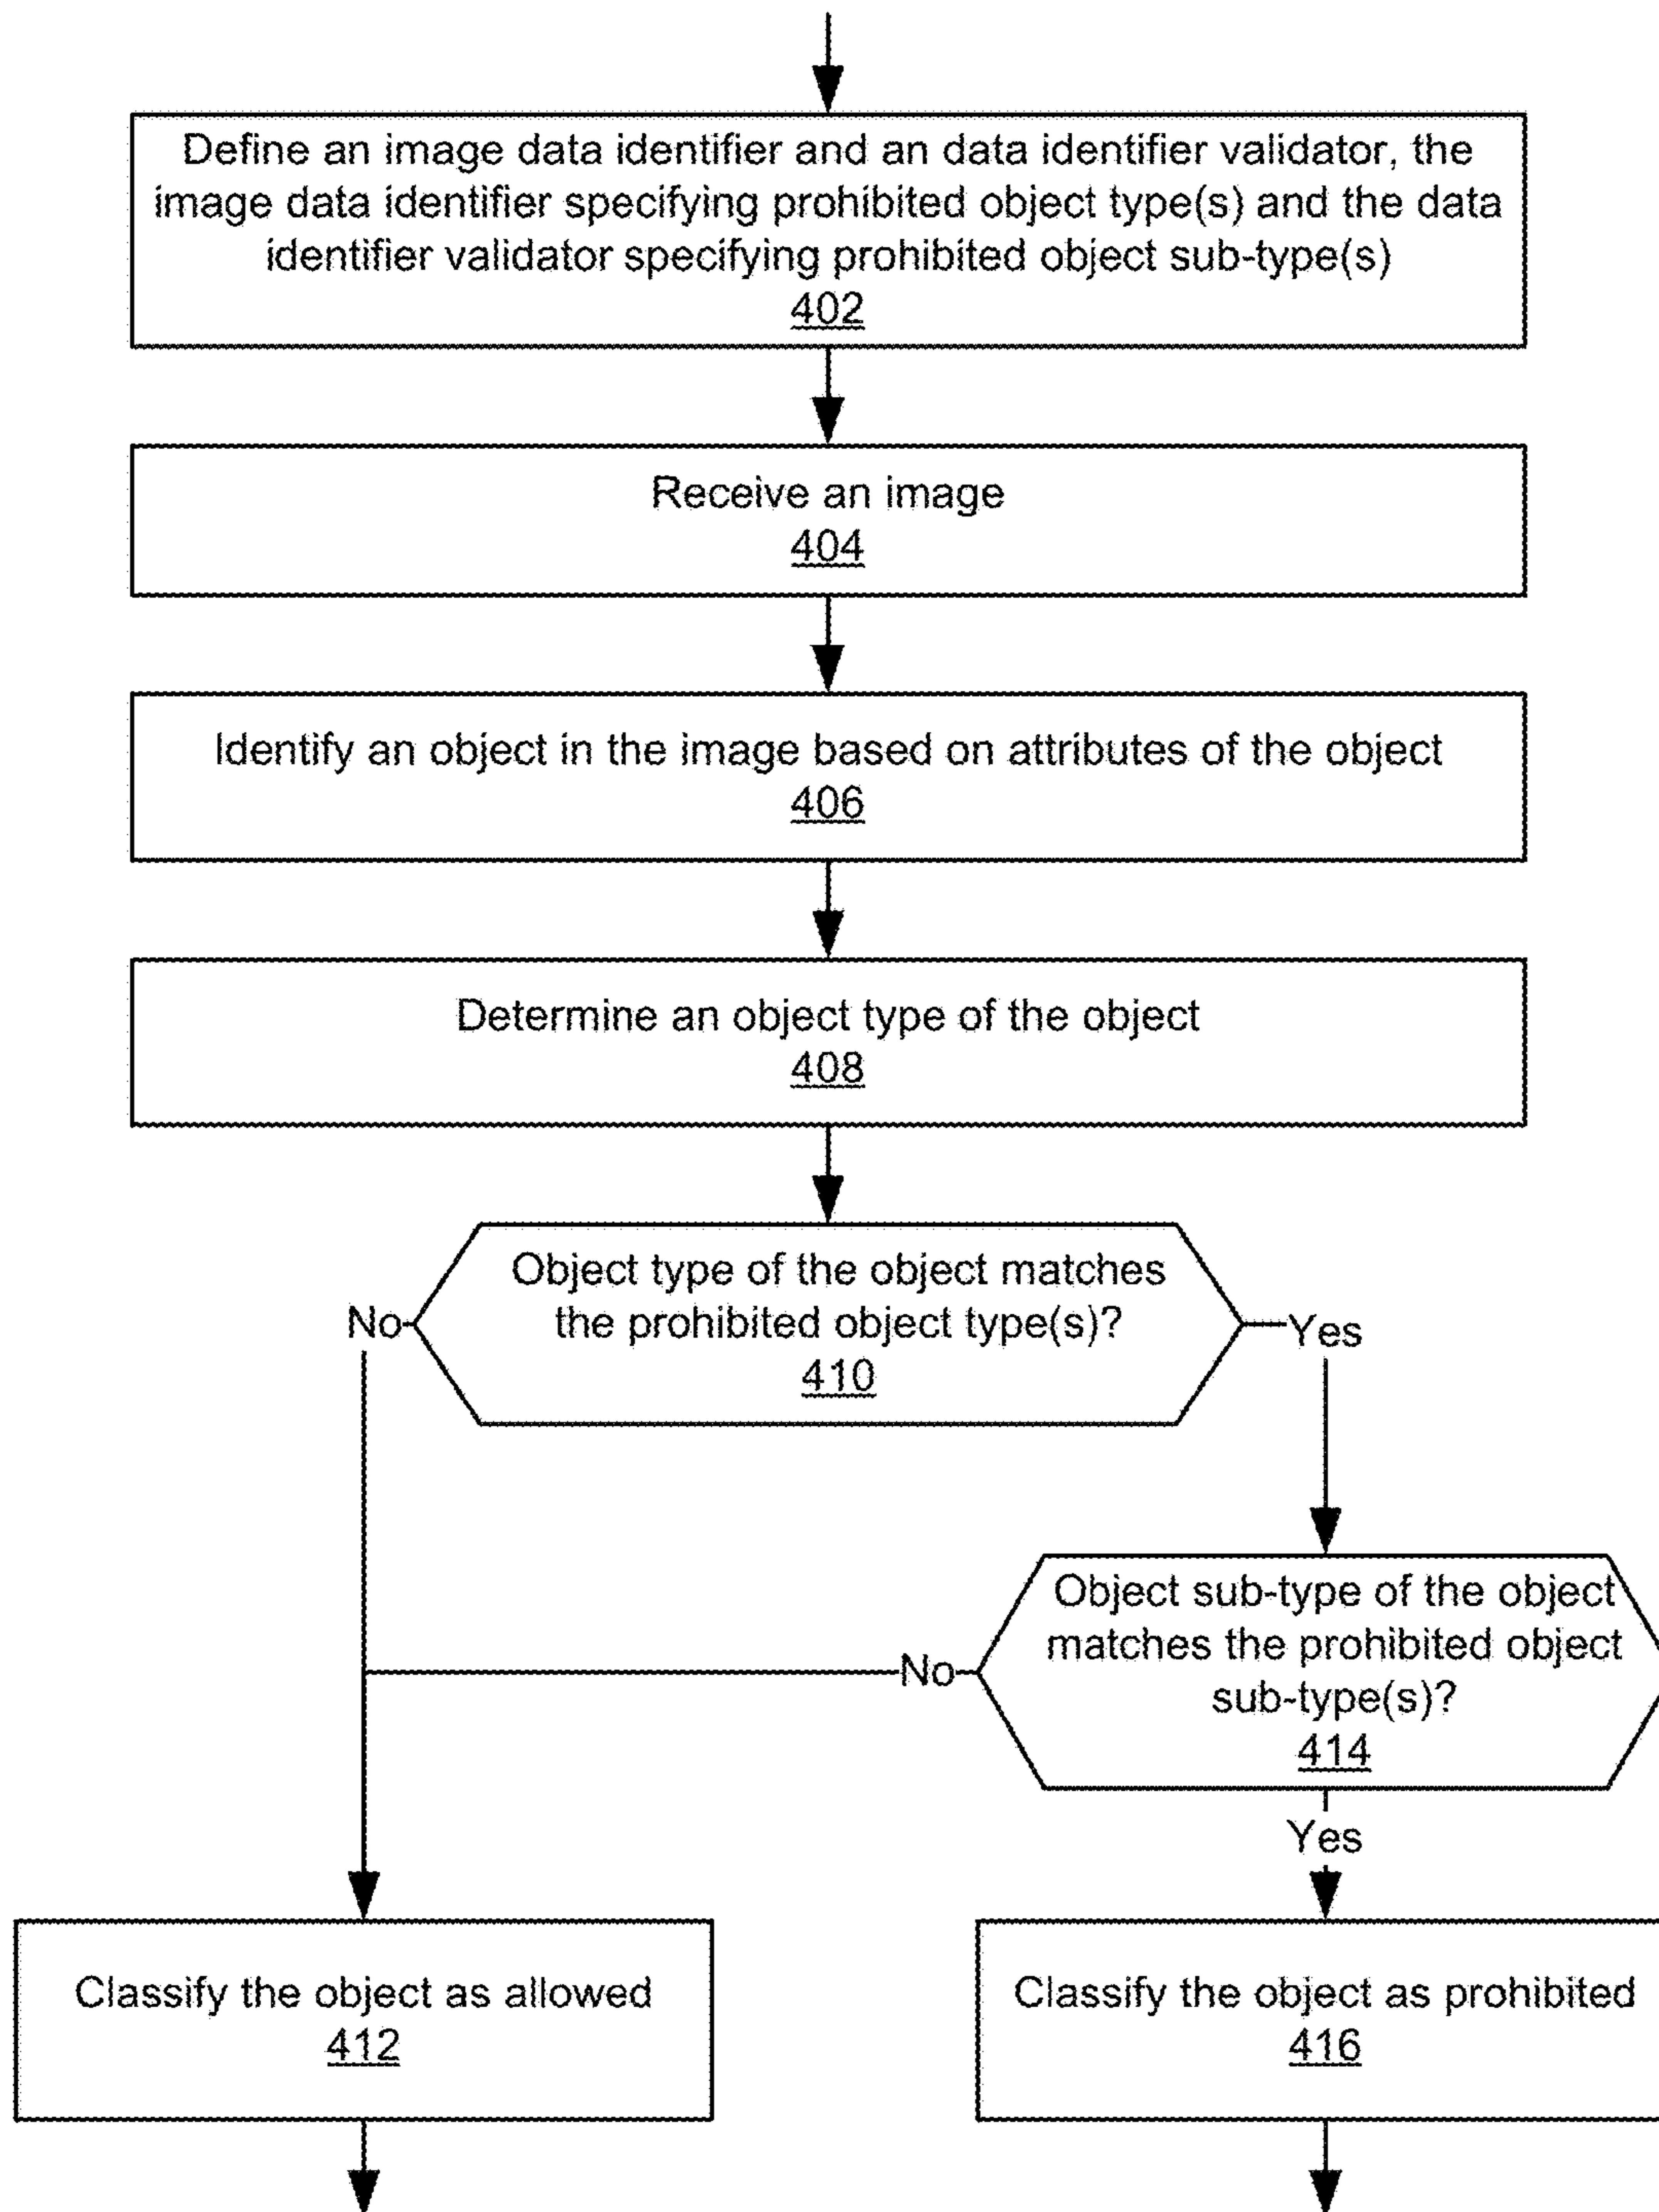 Define an image data identifier and an data identifier validator, the
image data identifier specifying prohibited object type(s) and the data
identifier validator specifying prohibited object sub-type(s)
402
Receive an image
404
Identify an object in the image based on attributes of the object
406
Determine an object type of the object
408
Object type of the object matches
the prohibited object type(s)?
410
No
Yes
Object sub-type of the object
matches the prohibited object
sub-type(s)?
414
No
Yes
Classify the object as allowed
412
Classify the object as prohibited
416